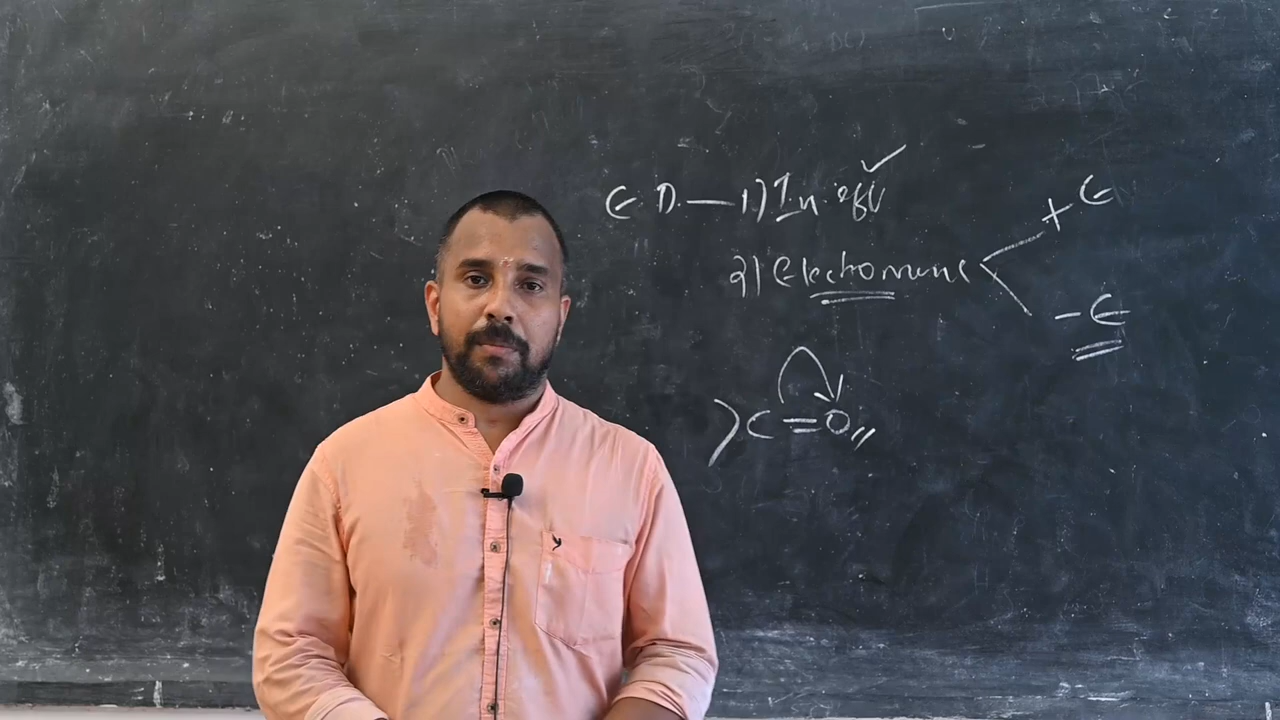 E D. — 1) In. eff ✓
2) Electromeric < +E
-E
>C=O